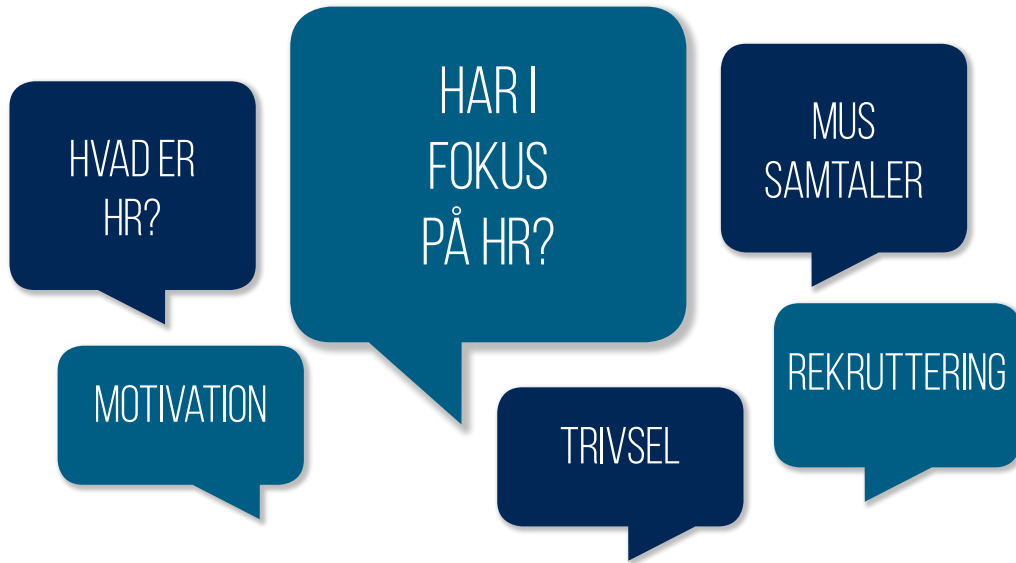 HVAD ER
HR?
HAR I
FOKUS
PÅ HR?
MUS
SAMTALER
MOTIVATION
TRIVSEL
REKRUTTERING